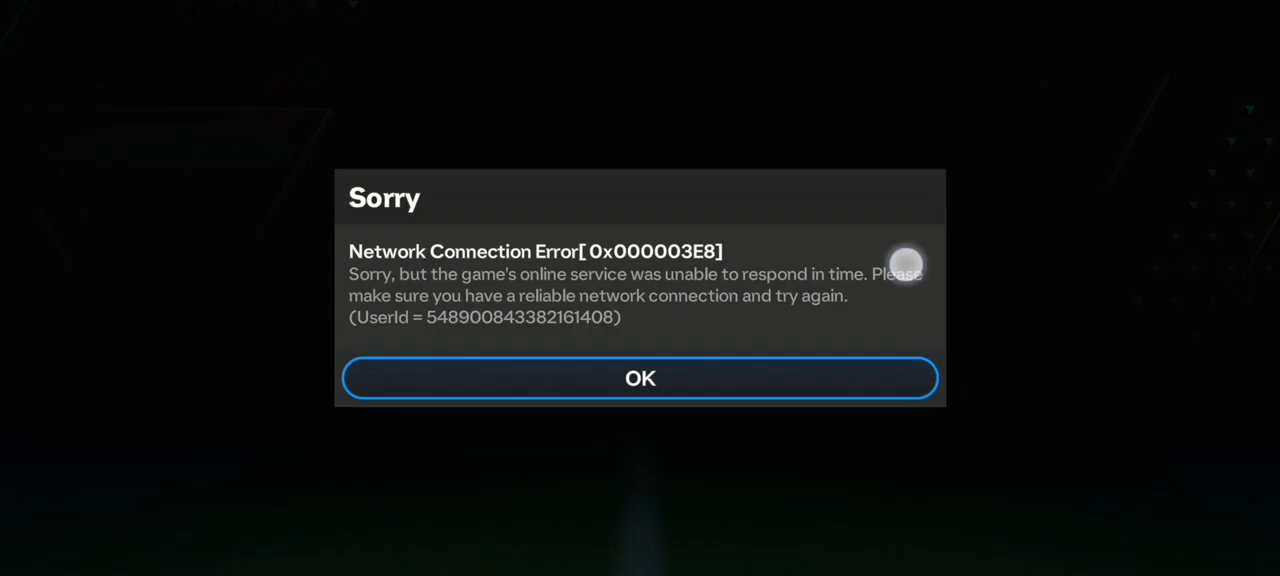 Sorry
Network Connection Error[ 0x000003E8]
Sorry, but the game's online service was unable to respond in time. Please
make sure you have a reliable network connection and try again.
(UserId = 548900843382161408)
OK